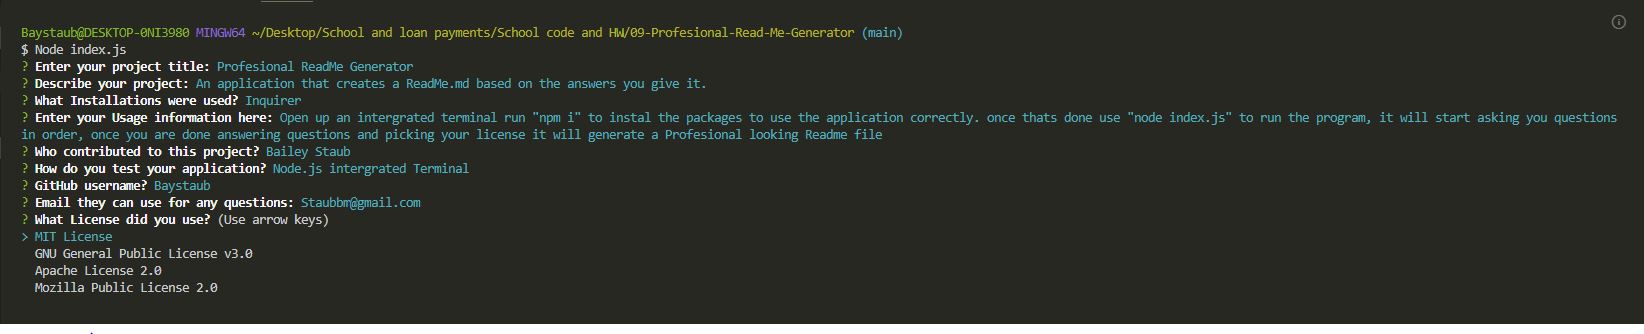 Baystaub@DESKTOP-0NI3980 MINGW64 ~/Desktop/School and loan payments/School code and HW/09-Profesional-Read-Me-Generator (main)
$ Node index.js
? Enter your project title: Profesional ReadMe Generator
? Describe your project: An application that creates a ReadMe.md based on the answers you give it.
? What Installations were used? Inquirer
? Enter your Usage information here: Open up an intergrated terminal run "npm i" to instal the packages to use the application correctly. once thats done use "node index.js" to run the program, it will start asking you questions
in order, once you are done answering questions and picking your license it will generate a Profesional looking Readme file
? Who contributed to this project? Bailey Staub
? How do you test your application? Node.js intergrated Terminal
? GitHub username? Baystaub
? Email they can use for any questions: Staubbm@gmail.com
? What License did you use? (Use arrow keys)
> MIT License
GNU General Public License v3.0
Apache License 2.0
Mozilla Public License 2.0